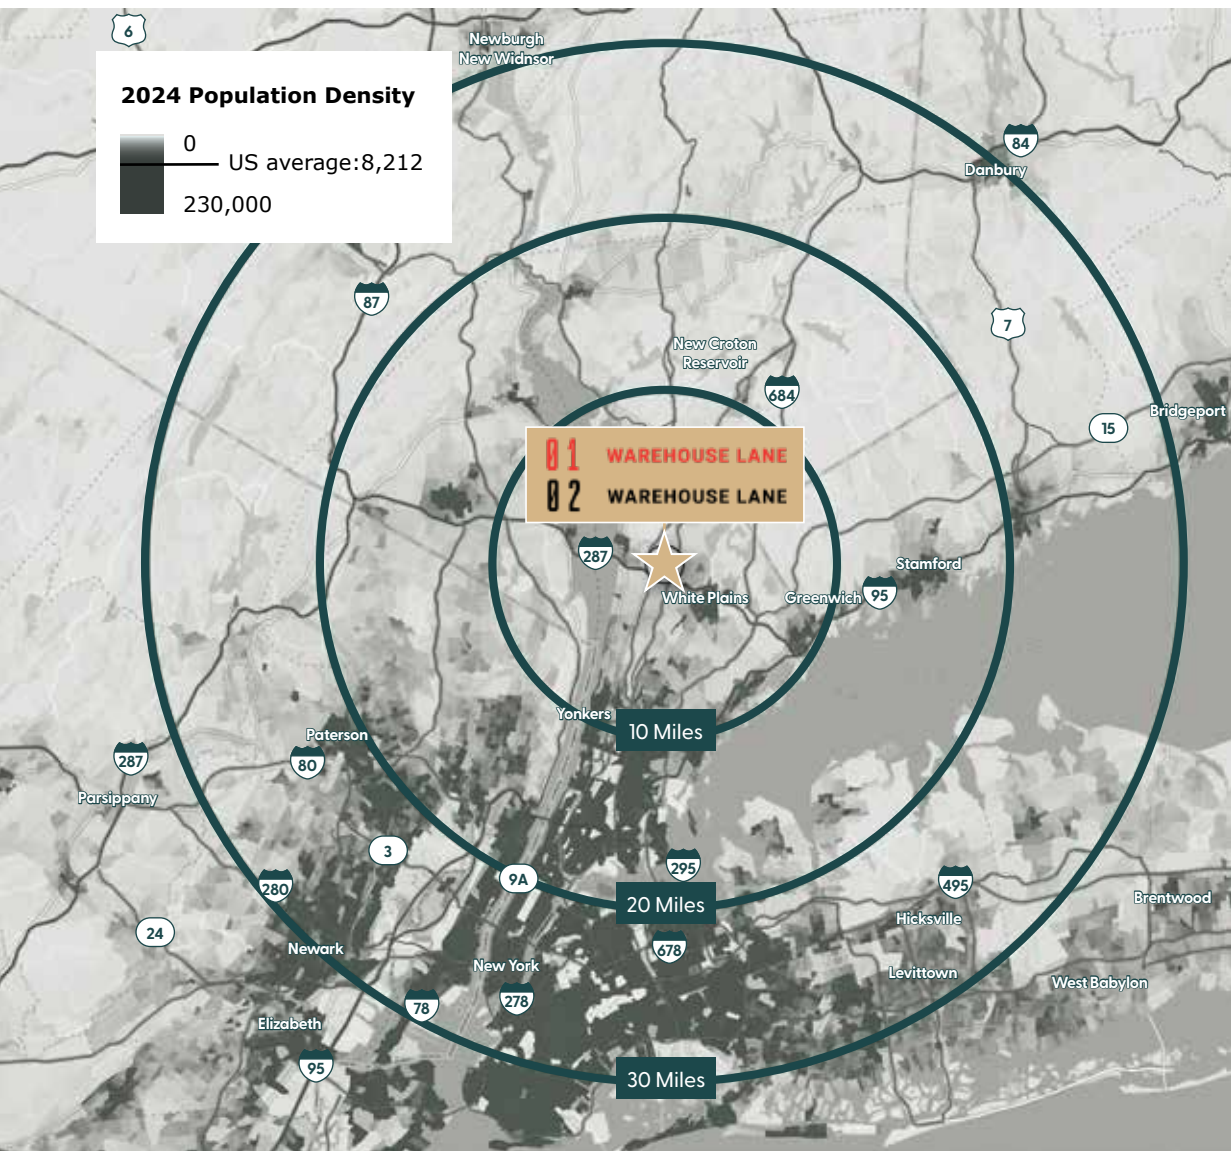 6
Newburgh
New Widnsor
2024 Population Density
0
US average:8,212
230,000
84
Danbury
87
7
New Croton
Reservoir
684
Bridgeport
15
01 WAREHOUSE LANE
02 WAREHOUSE LANE
287
Stamford
White Plains
Greenwich
95
Yonkers
10 Miles
Paterson
80
287
Parsippany
3
9A
295
280
495
20 Miles
Brentwood
Hicksville
24
Newark
678
New York
Levittown
West Babylon
278
78
Elizabeth
95
30 Miles